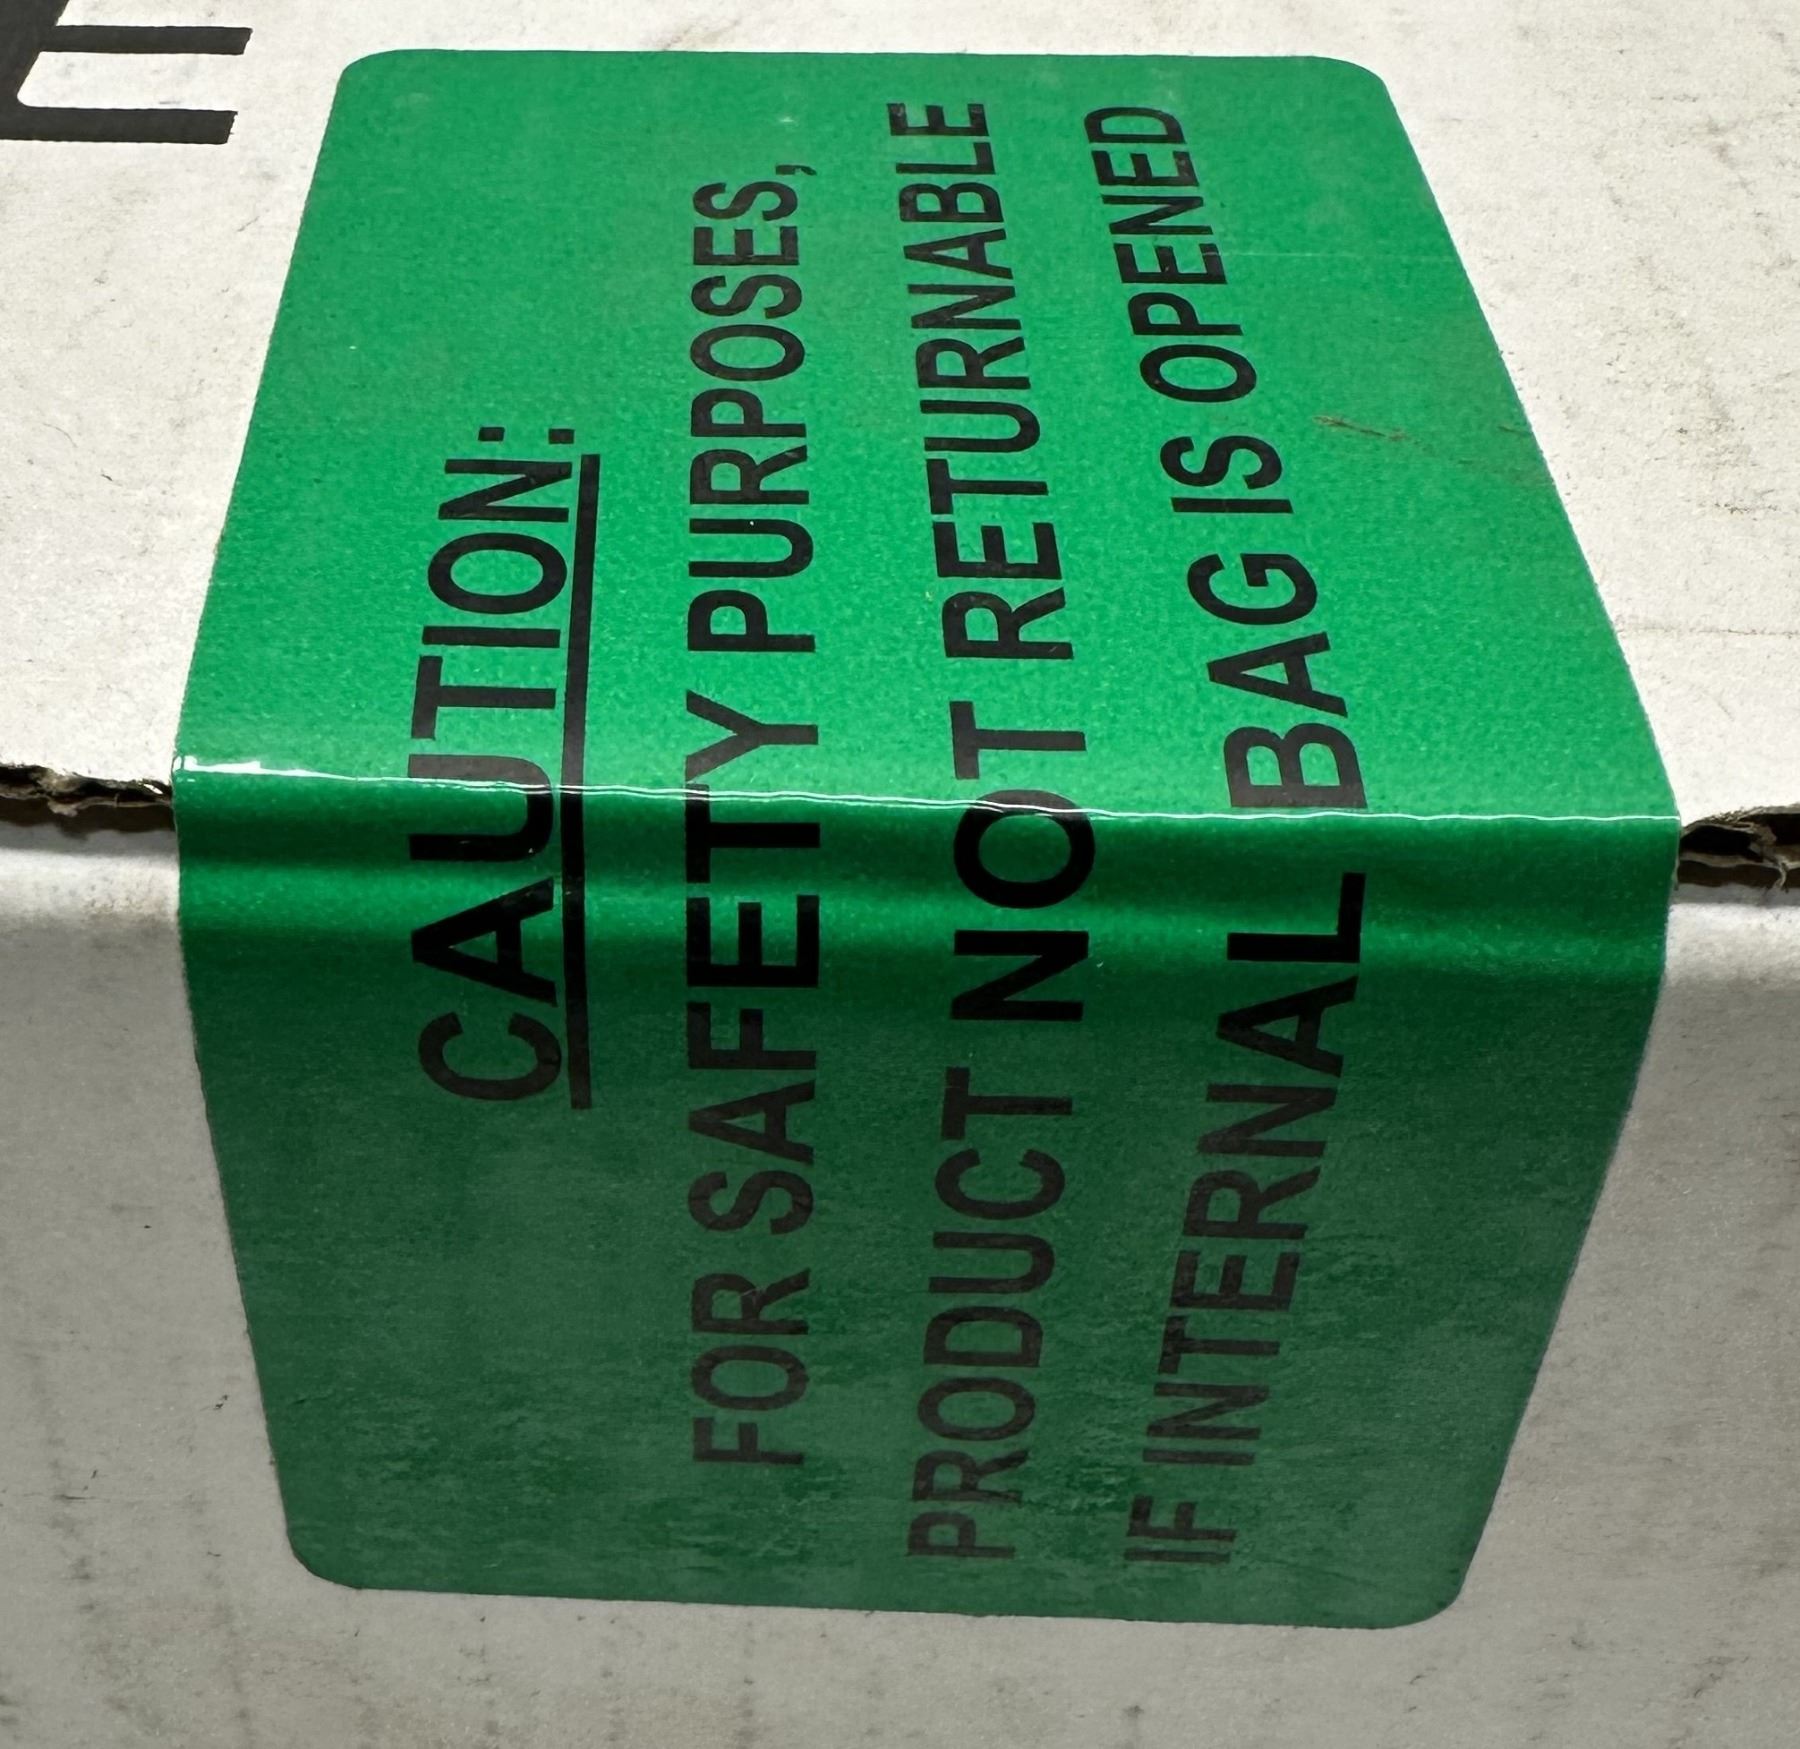 CAUTION:
FOR SAFETY PURPOSES,
PRODUCT NOT RETURNABLE
IF INTERNAL BAG IS OPENED